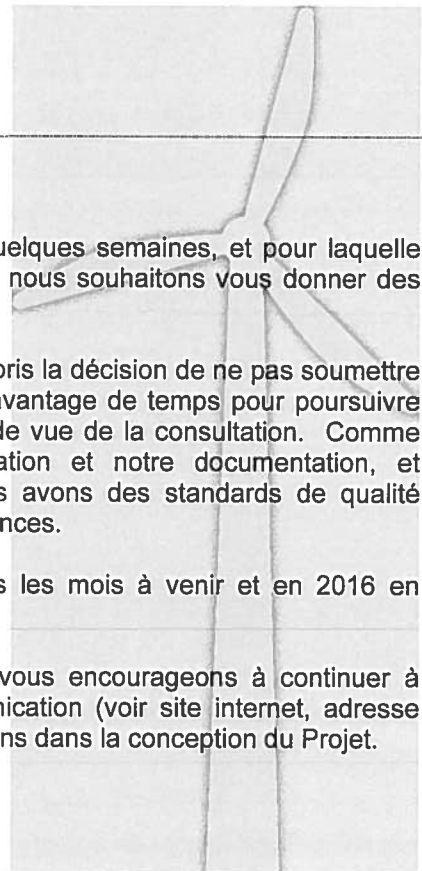 uelques semaines, et pour laquelle
nous souhaitons vous donner des
pris la décision de ne pas soumettre
avantage de temps pour poursuivre
de vue de la consultation. Comme
ation et notre documentation, et
s avons des standards de qualité
nces.
s les mois à venir et en 2016 en
vous encourageons à continuer à
nication (voir site internet, adresse
ns dans la conception du Projet.